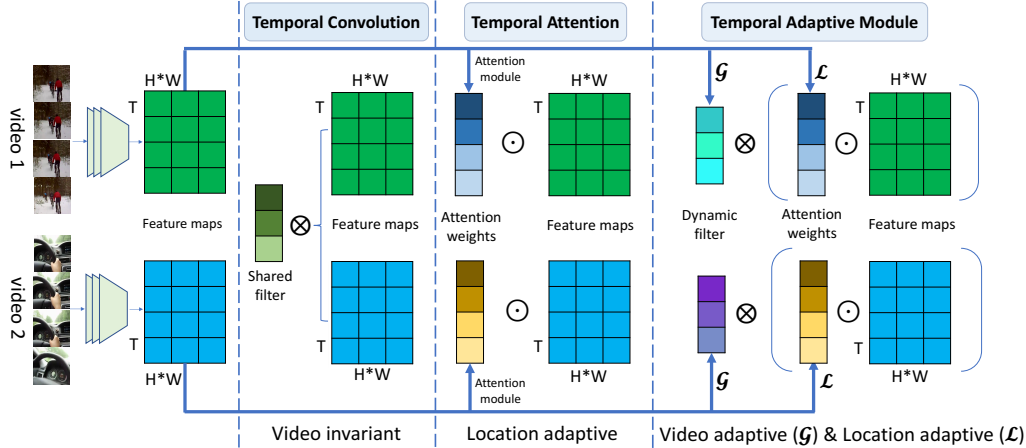 Temporal Convolution
Temporal Attention
Temporal Adaptive Module
video 1
H*W
T
Feature maps
video 2
T
H*W
T
Feature maps
Shared
filter
⊗
H*W
Attention
module
H*W
T
⊙
Attention
weights
Feature maps
⊙
T
H*W
Attention
module
𝓖
𝓛
H*W
T
⊗
⊙
Dynamic
filter
Attention
weights
Feature maps
⊗
⊙
T
H*W
𝓖
𝓛
Video invariant
Location adaptive
Video adaptive (𝓖) & Location adaptive (𝓛)